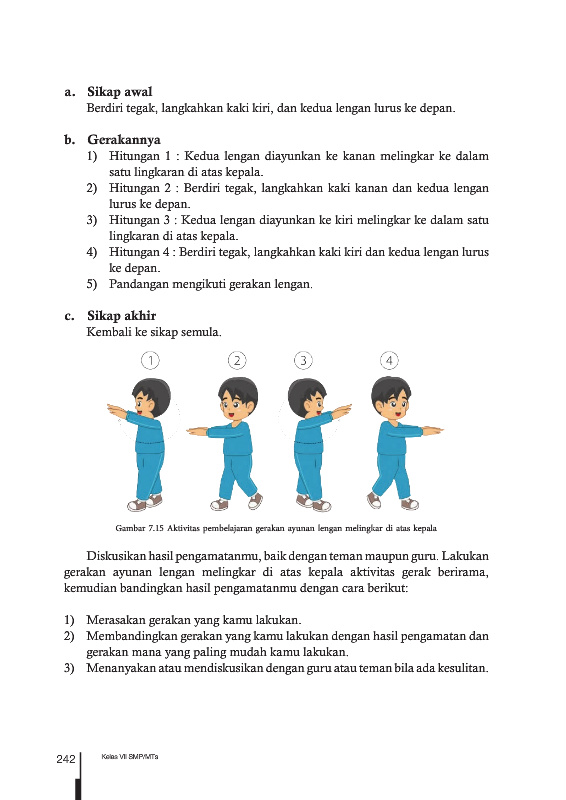 a. Sikap awal
Berdiri tegak, langkahkan kaki kiri, dan kedua lengan lurus ke depan.
b. Gerakannya
1) Hitungan 1 : Kedua lengan diayunkan ke kanan melingkar ke dalam
satu lingkaran di atas kepala.
2) Hitungan 2 : Berdiri tegak, langkahkan kaki kanan dan kedua lengan
lurus ke depan.
3) Hitungan 3 : Kedua lengan diayunkan ke kiri melingkar ke dalam satu
lingkaran di atas kepala.
4) Hitungan 4 : Berdiri tegak, langkahkan kaki kiri dan kedua lengan lurus
ke depan.
5) Pandangan mengikuti gerakan lengan.
c. Sikap akhir
Kembali ke sikap semula.
1 2 3 4
Gambar 7.15 Aktivitas pembelajaran gerakan ayunan lengan melingkar di atas kepala
Diskusikan hasil pengamatanmu, baik dengan teman maupun guru. Lakukan
gerakan ayunan lengan melingkar di atas kepala aktivitas gerak berirama,
kemudian bandingkan hasil pengamatanmu dengan cara berikut:
1) Merasakan gerakan yang kamu lakukan.
2) Membandingkan gerakan yang kamu lakukan dengan hasil pengamatan dan
gerakan mana yang paling mudah kamu lakukan.
3) Menanyakan atau mendiskusikan dengan guru atau teman bila ada kesulitan.
242 Kelas VII SMP/MTs